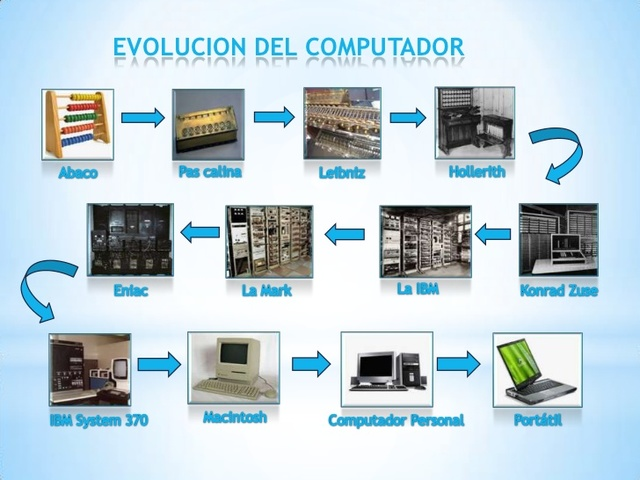 EVOLUCION DEL COMPUTADOR
Abaco
Pas calina
Leibniz
Hollerith
Konrad Zuse
La IBM
La Mark
Eniac
IBM System 370
Macintosh
Computador Personal
Portátil